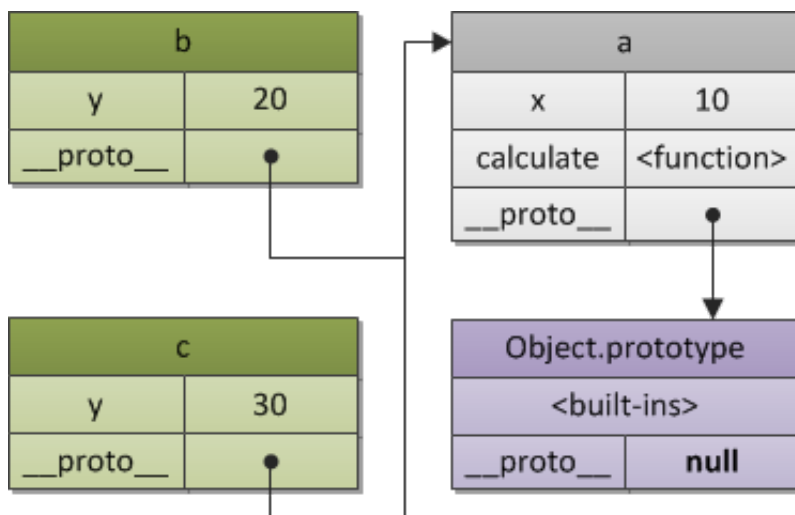 b
y 20
__proto__
a
x 10
calculate <function>
__proto__
c
y 30
__proto__
Object.prototype
<built-ins>
__proto__ null